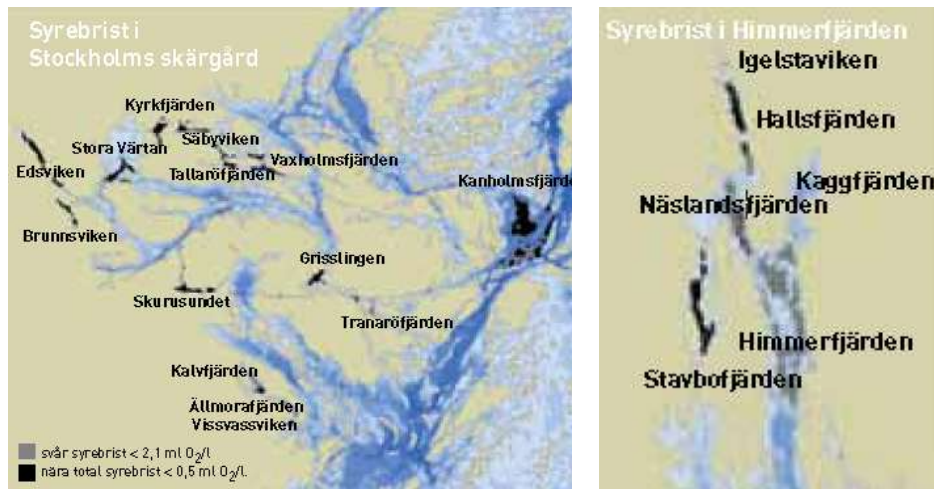 Syrebrist i
Stockholms skärgård
Kyrkfjärden
Säbyviken
Stora Värtan
Vaxholmsfjärden
Edsviken
Tallaröfjärden
Kanholmsfjärde
Brunnsviken
Grisslingen
Skurusundet
Tranaröfjärden
Kalvfjärden
Ällmorafjärden
Vissvassviken
svår syrebrist < 2,1 ml O₂/l
nära total syrebrist < 0,5 ml O₂/l.
Syrebrist i Himmerfjärden
Igelstaviken
Hallsfjärden
Kaggfjärden
Näslandsfjärden
Himmerfjärden
Stavbofjärden